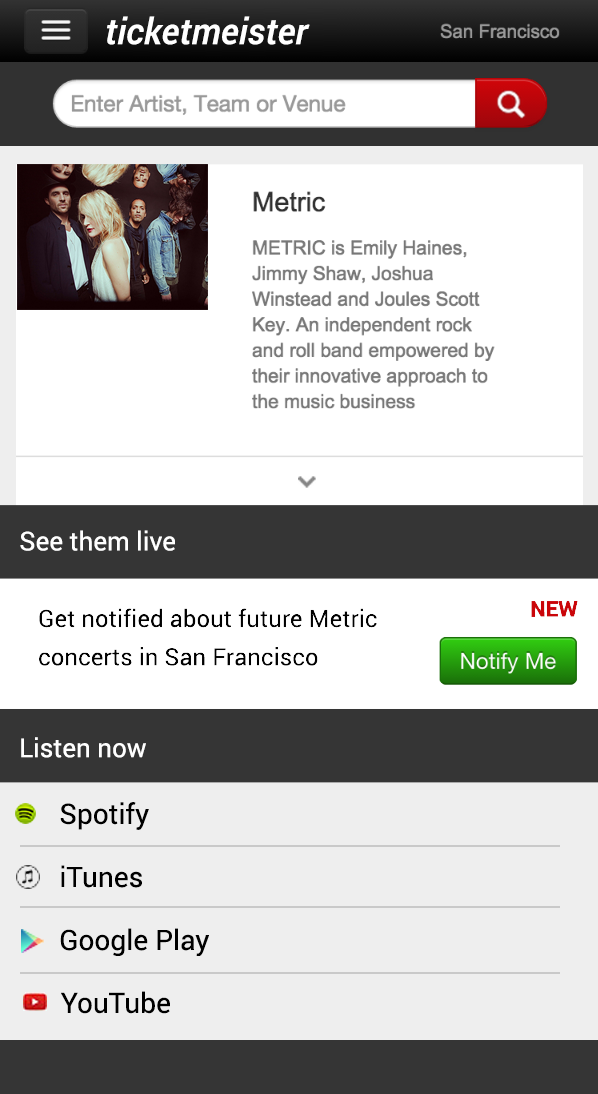 ticketmeister
San Francisco
Enter Artist, Team or Venue
Metric
METRIC is Emily Haines,
Jimmy Shaw, Joshua
Winstead and Joules Scott
Key. An independent rock
and roll band empowered by
their innovative approach to
the music business
See them live
NEW
Get notified about future Metric
concerts in San Francisco
Notify Me
Listen now
Spotify
iTunes
Google Play
YouTube